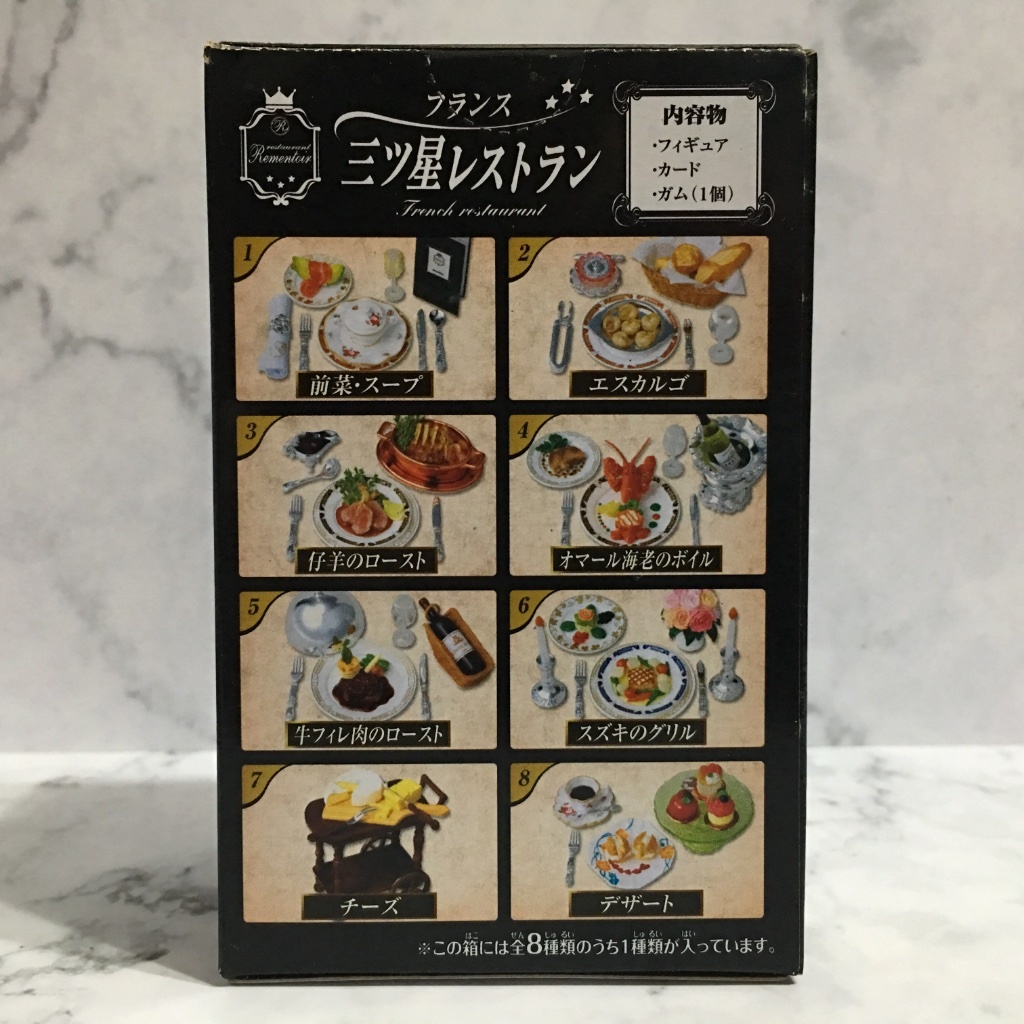 フランス
三ツ星レストラン
French restaurant
R
restaurant
Rementoir
内容物
・フィギュア
・カード
・ガム(1個)
1
前菜・スープ
2
エスカルゴ
3
仔羊のロースト
4
オマール海老のボイル
5
牛フィレ肉のロースト
6
スズキのグリル
7
チーズ
8
デザート
※この箱には全8種類のうち1種類が入っています。